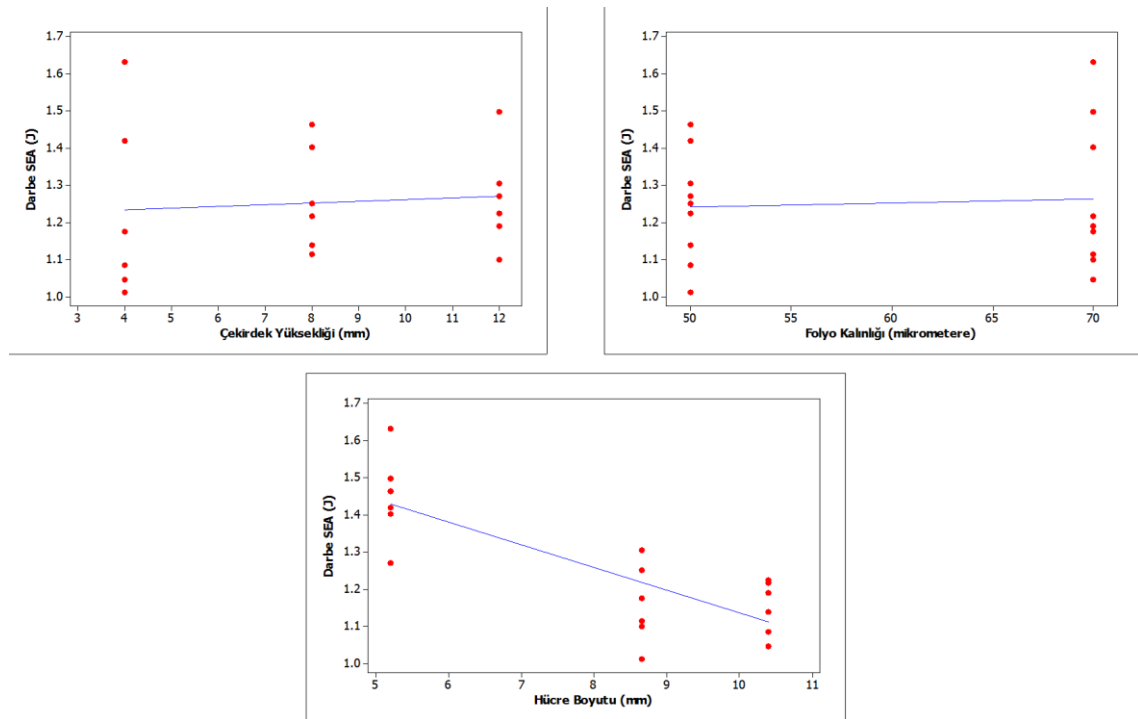 1.7
1.6
1.5
1.4
1.3
1.2
1.1
1.0
Darbe SEA (J)
3 4 5 6 7 8 9 10 11 12
Çekirdek Yüksekliği (mm)
1.7
1.6
1.5
1.4
1.3
1.2
1.1
1.0
Darbe SEA (J)
50 55 60 65 70
Folyo Kalınlığı (mikrometere)
1.7
1.6
1.5
1.4
1.3
1.2
1.1
1.0
Darbe SEA (J)
5 6 7 8 9 10 11
Hücre Boyutu (mm)